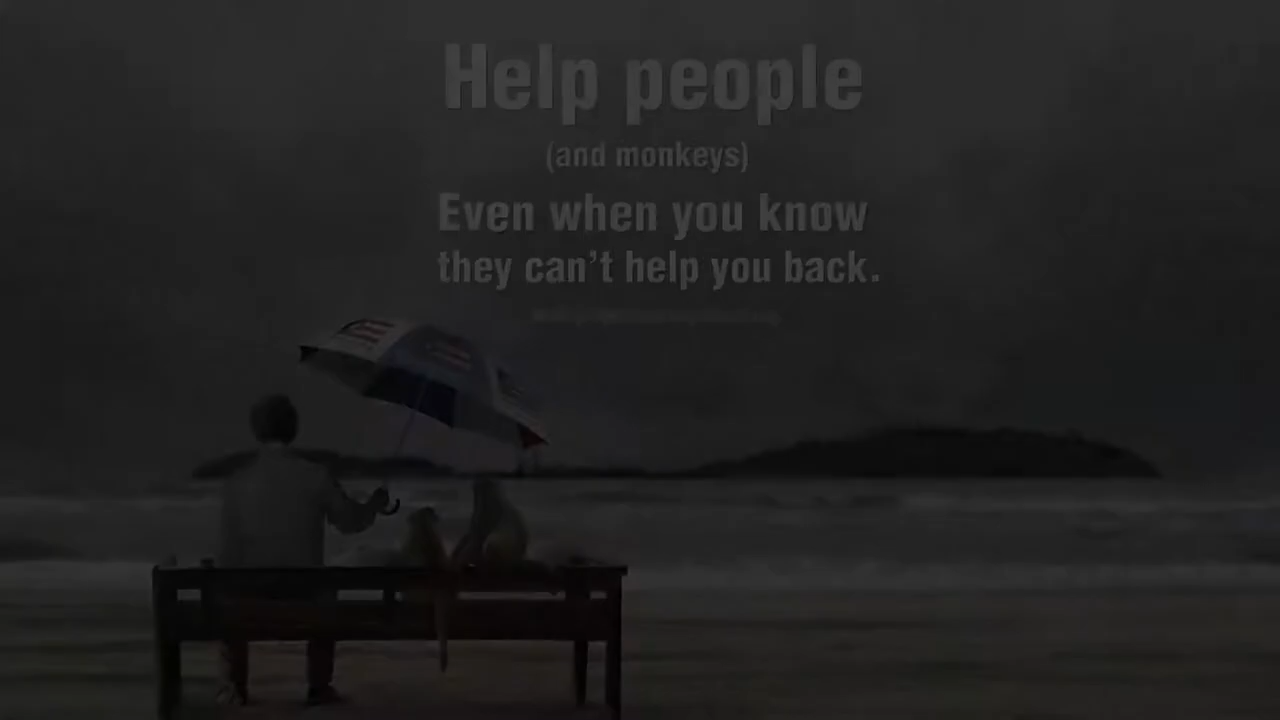 Help people
(and monkeys)
Even when you know
they can't help you back.